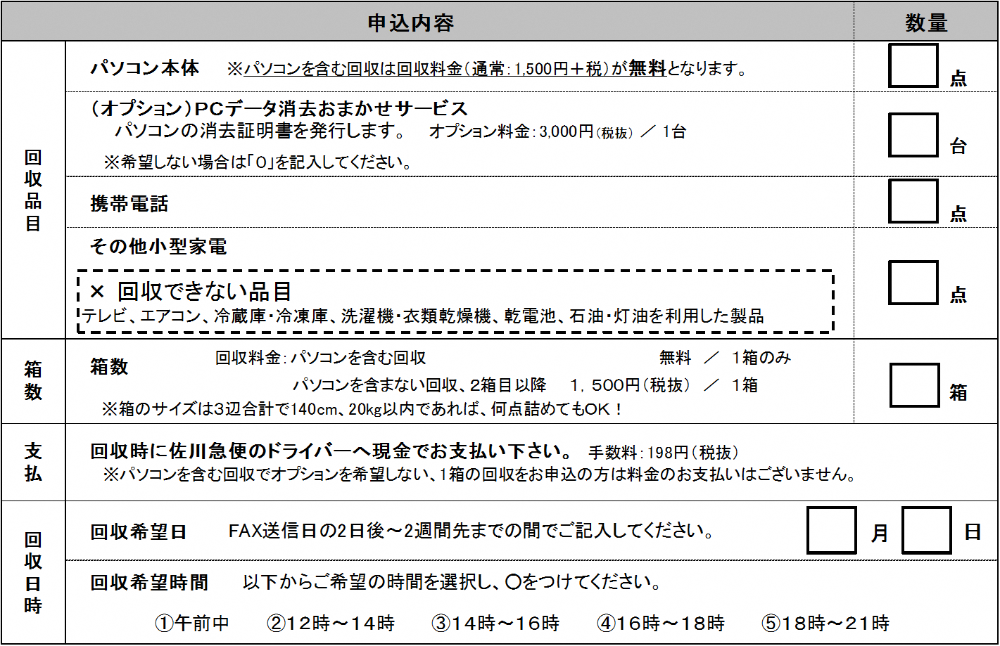 申込内容 数量
回収品目
パソコン本体 ※パソコンを含む回収は回収料金（通常：1,500円＋税）が無料となります。 点
（オプション）ＰＣデータ消去おまかせサービス
パソコンの消去証明書を発行します。 オプション料金：3,000円（税抜） ／ 1台 台
※希望しない場合は「０」を記入してください。
携帯電話 点
その他小型家電
× 回収できない品目
テレビ、エアコン、冷蔵庫・冷凍庫、洗濯機・衣類乾燥機、乾電池、石油・灯油を利用した製品 点
箱数
箱数 回収料金：パソコンを含む回収 無料 ／ 1箱のみ
パソコンを含まない回収、２箱目以降 １，５００円（税抜） ／ １箱 箱
※箱のサイズは３辺合計で140cm、20kg以内であれば、何点詰めてもＯＫ！
支払
回収時に佐川急便のドライバーへ現金でお支払い下さい。 手数料：198円（税抜）
※パソコンを含む回収でオプションを希望しない、1箱の回収をお申込の方は料金のお支払いはございません。
回収日時
回収希望日 FAX送信日の2日後～2週間先までの間でご記入してください。 月 日
回収希望時間 以下からご希望の時間を選択し、〇をつけてください。
①午前中 ②１２時～１４時 ③１４時～１６時 ④１６時～１８時 ⑤１８時～２１時